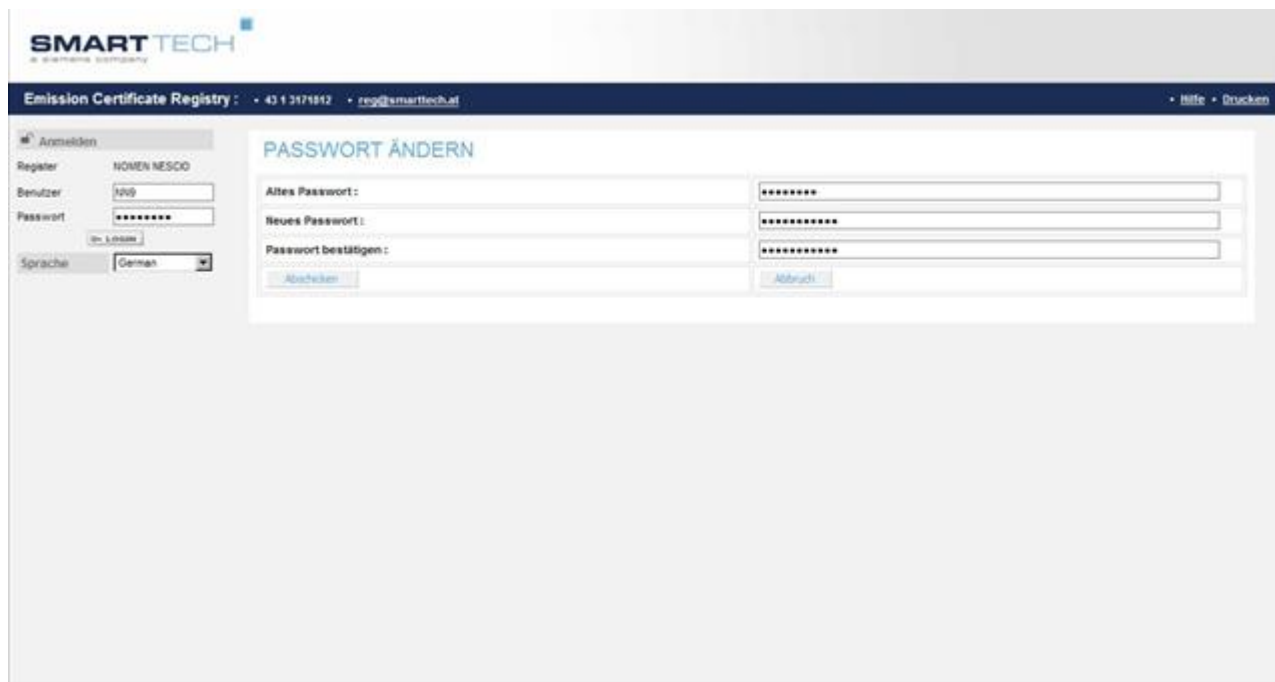 SMART TECH
a siemens company
Emission Certificate Registry : • 43 1 3171812 • reg@smarttech.at • Hilfe • Drucken
Anmelden
Register NOMEN NESCIO
Benutzer NN9
Passwort ••••••••
LOGIN
Sprache German
PASSWORT ÄNDERN
Altes Passwort : ••••••••
Neues Passwort : •••••••••••
Passwort bestätigen : •••••••••••
Abschicken Abbruch